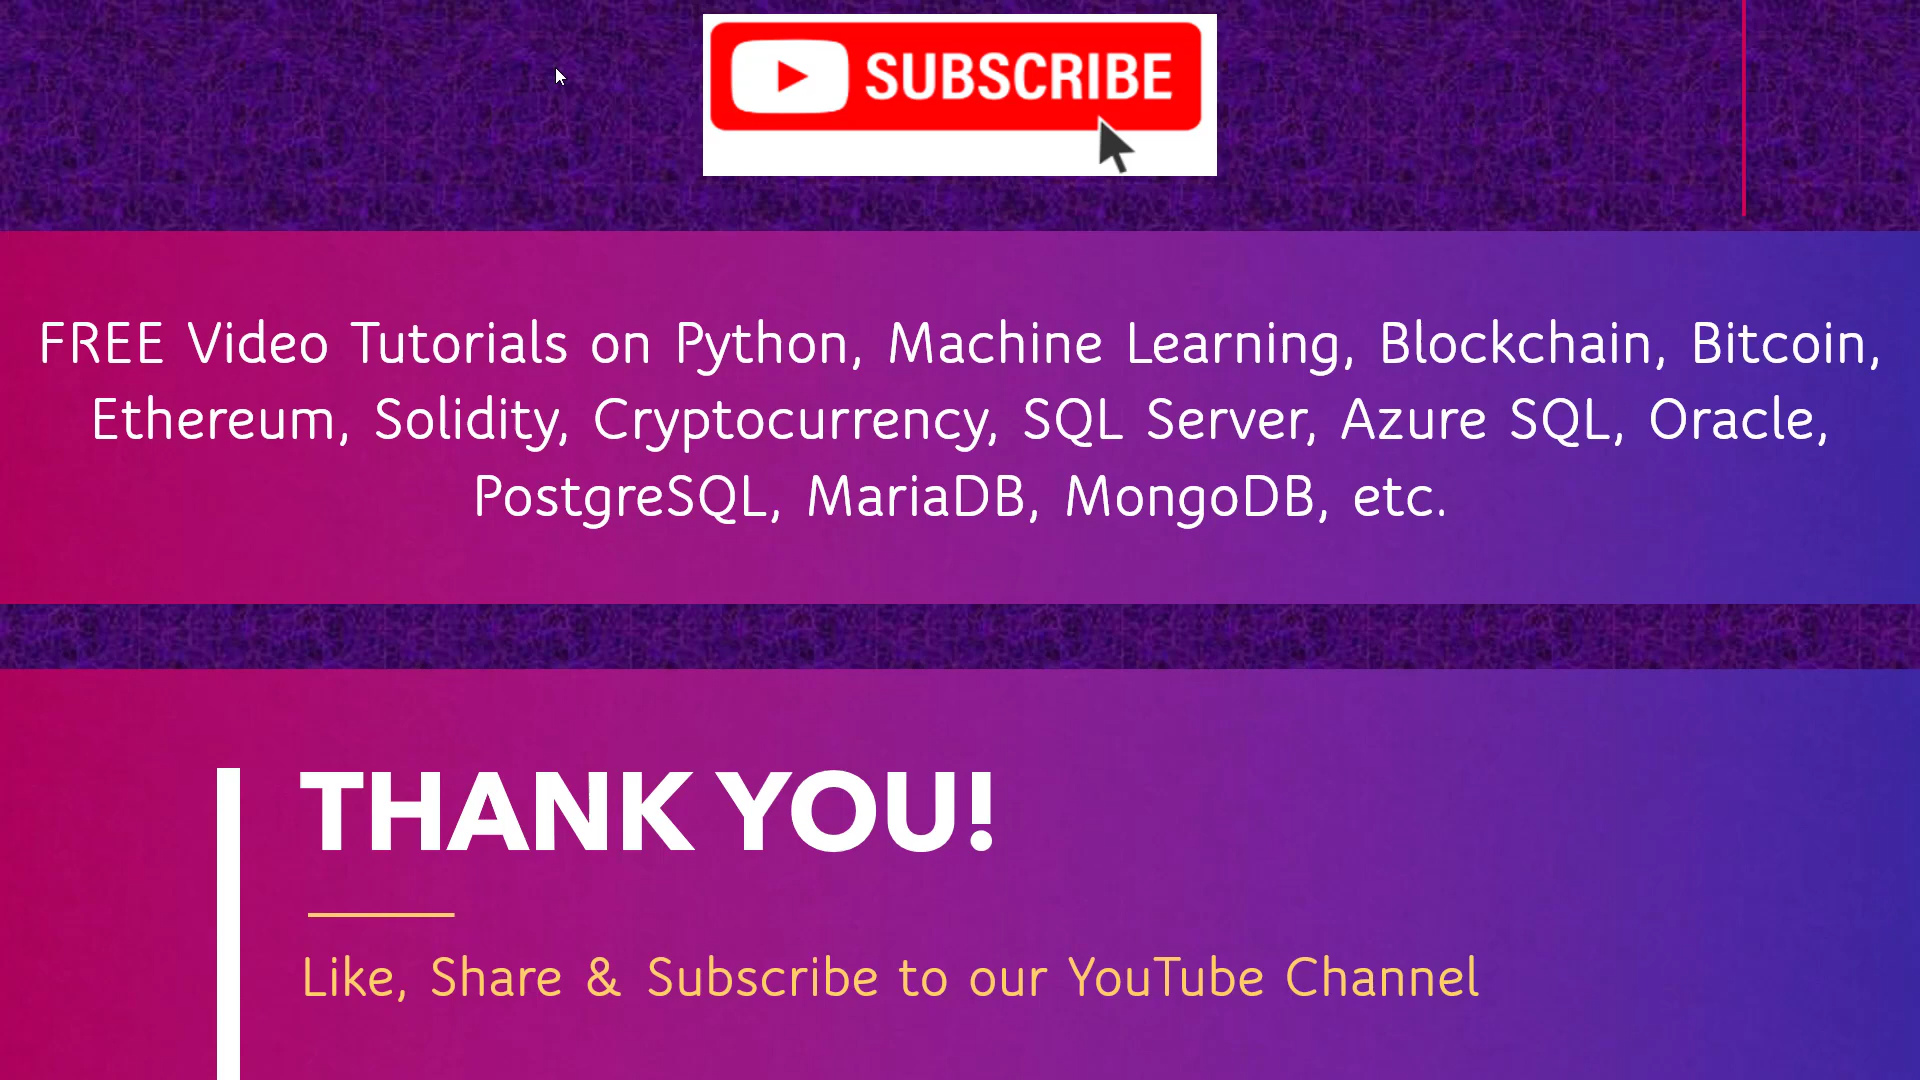 SUBSCRIBE
FREE Video Tutorials on Python, Machine Learning, Blockchain, Bitcoin,
Ethereum, Solidity, Cryptocurrency, SQL Server, Azure SQL, Oracle,
PostgreSQL, MariaDB, MongoDB, etc.
THANK YOU!
Like, Share & Subscribe to our YouTube Channel